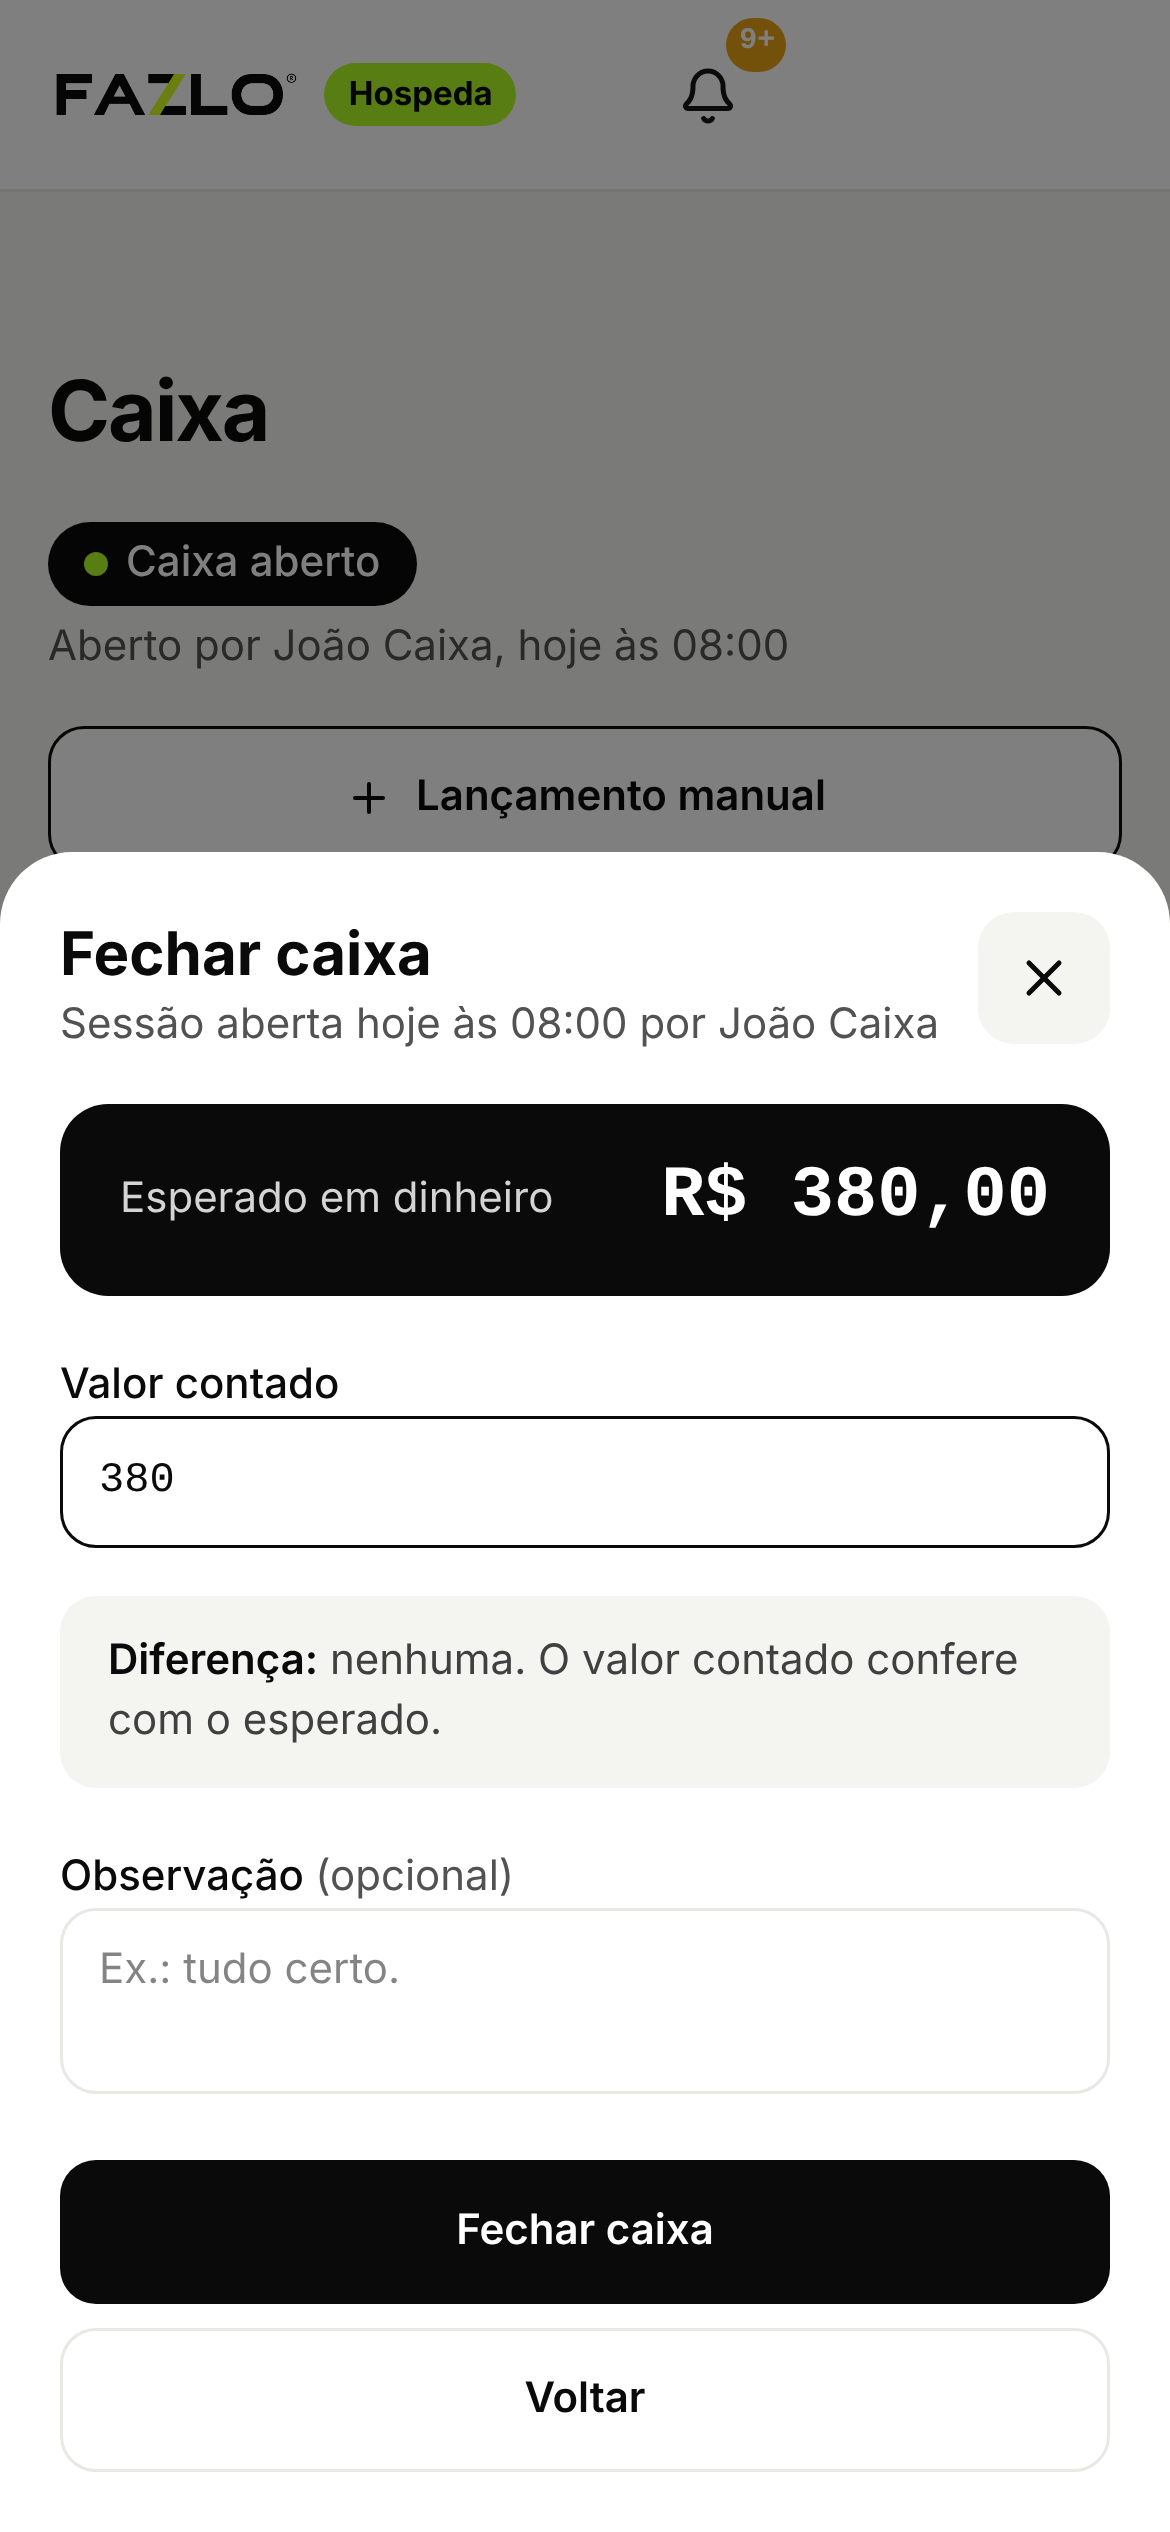 FAZLO®
Hospeda
9+
Caixa
Caixa aberto
Aberto por João Caixa, hoje às 08:00
+ Lançamento manual
Fechar caixa
Sessão aberta hoje às 08:00 por João Caixa
Esperado em dinheiro
R$ 380,00
Valor contado
380
Diferença: nenhuma. O valor contado confere
com o esperado.
Observação (opcional)
Ex.: tudo certo.
Fechar caixa
Voltar